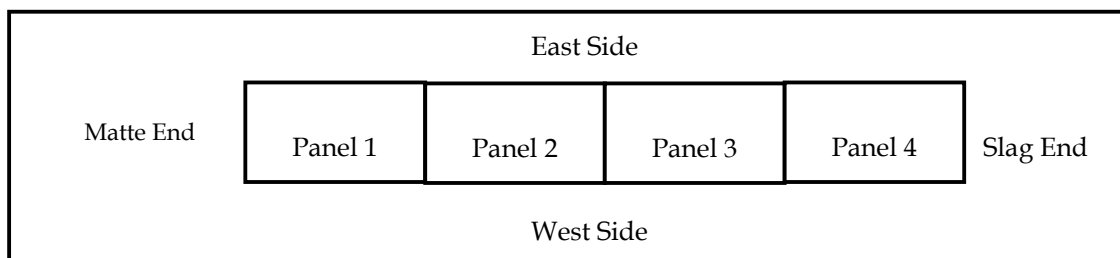 East Side
Matte End
Panel 1
Panel 2
Panel 3
Panel 4
Slag End
West Side